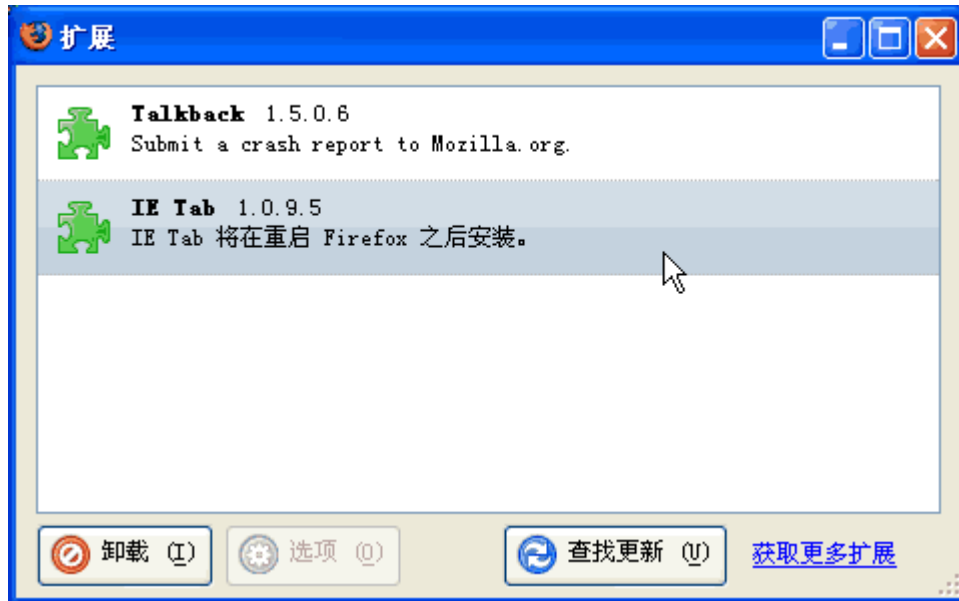 扩展
Talkback 1.5.0.6
Submit a crash report to Mozilla.org.
IE Tab 1.0.9.5
IE Tab 将在重启 Firefox 之后安装。
卸载 (I) 选项 (O) 查找更新 (U) 获取更多扩展